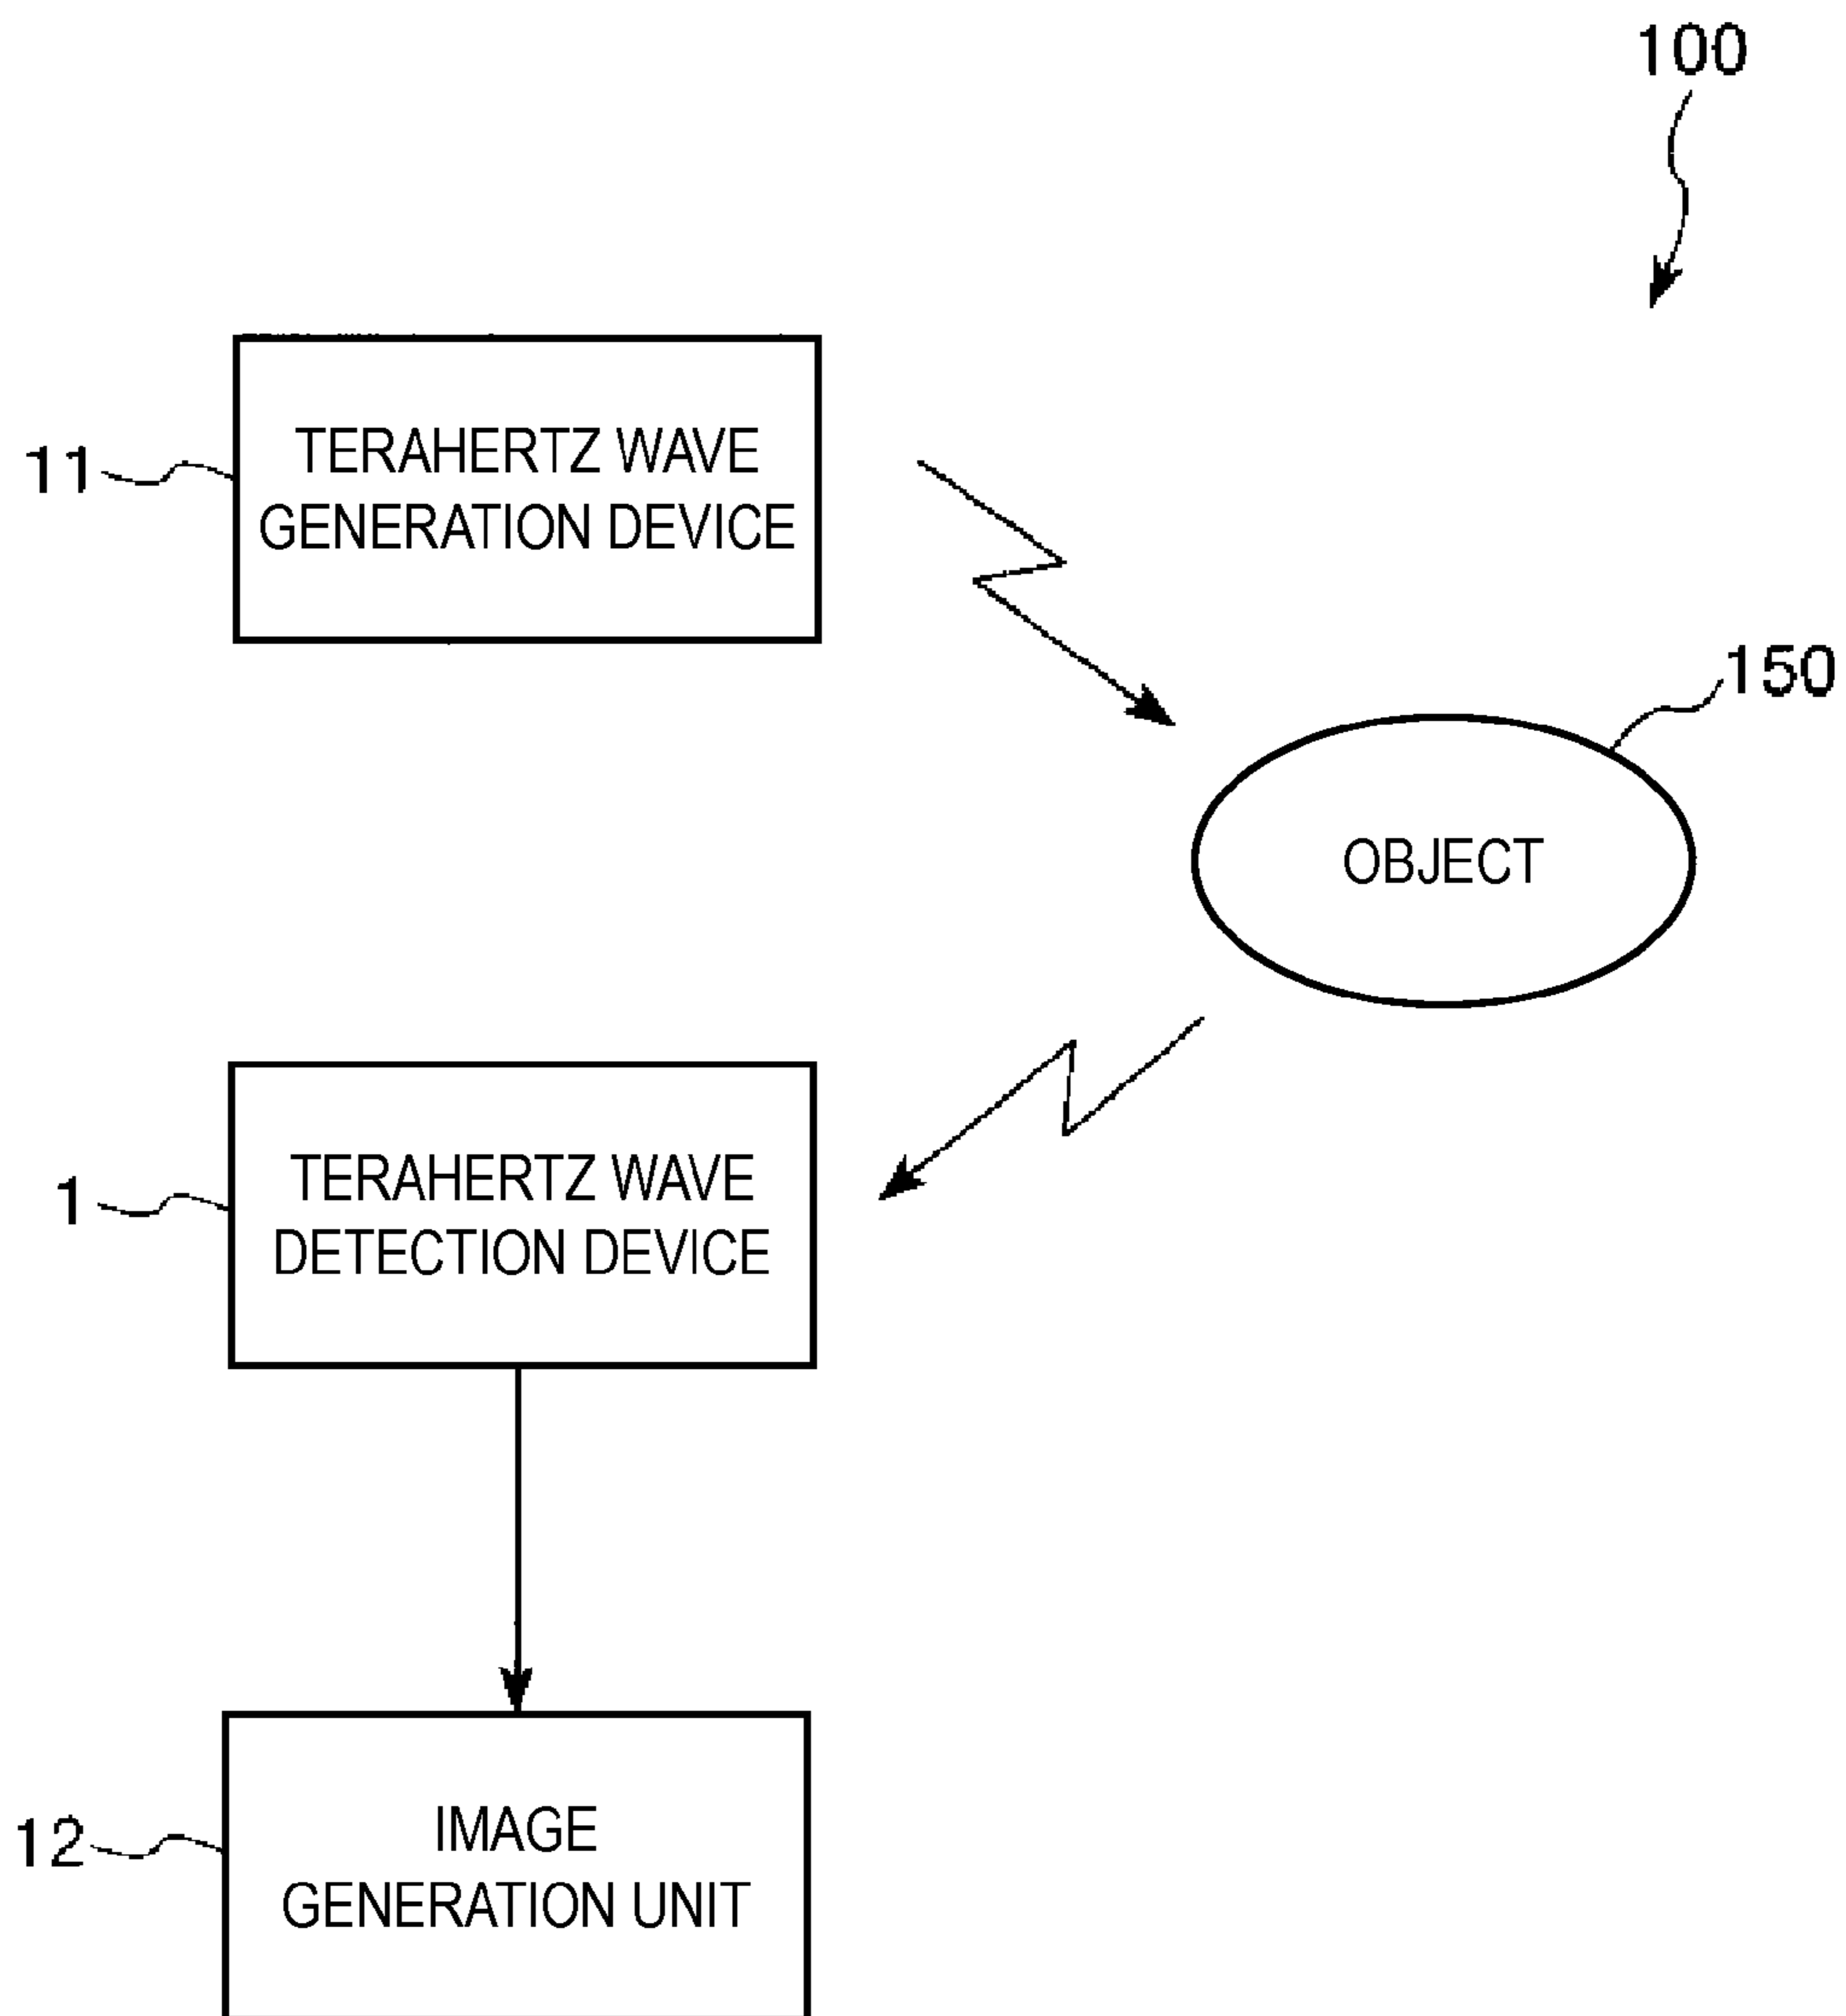 100
11
TERAHERTZ WAVE
GENERATION DEVICE
150
OBJECT
1
TERAHERTZ WAVE
DETECTION DEVICE
12
IMAGE
GENERATION UNIT